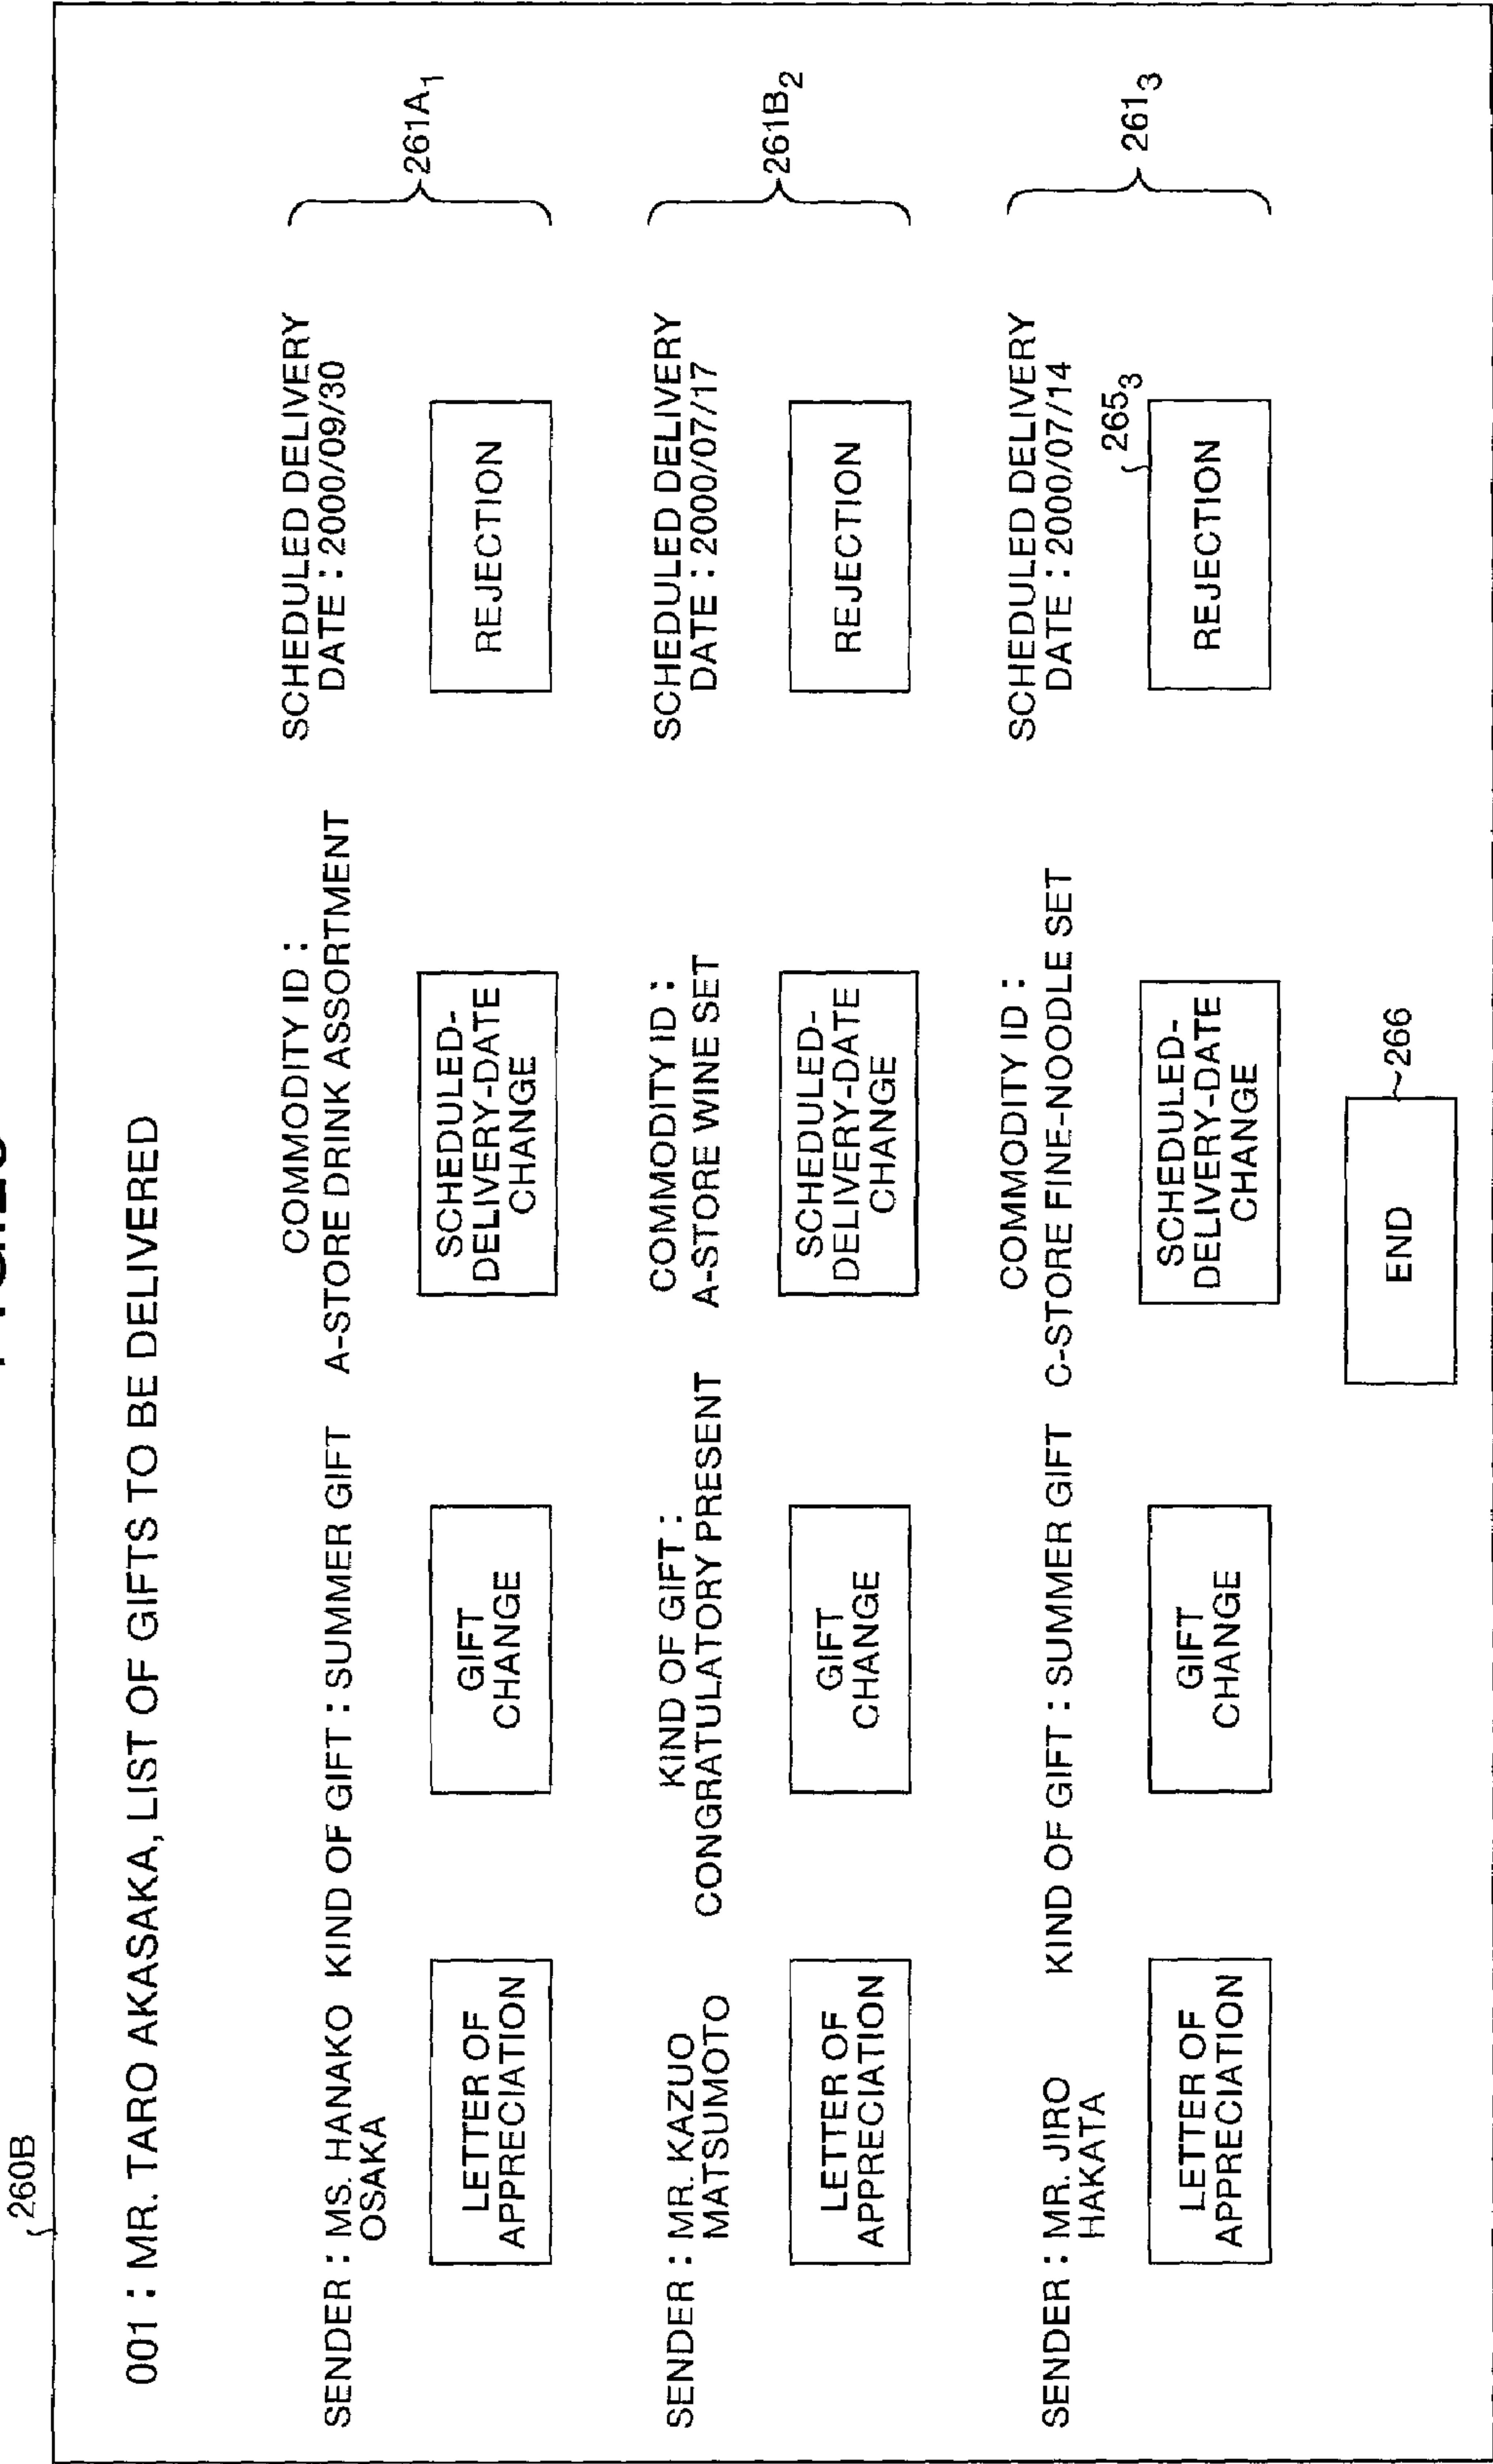 260B
001 : MR. TARO AKASAKA, LIST OF GIFTS TO BE DELIVERED
SENDER : MS. HANAKO
OSAKA
KIND OF GIFT : SUMMER GIFT
COMMODITY ID :
A-STORE DRINK ASSORTMENT
SCHEDULED DELIVERY
DATE : 2000/09/30
261A1
LETTER OF
APPRECIATION
GIFT
CHANGE
SCHEDULED-
DELIVERY-DATE
CHANGE
REJECTION
SENDER : MR. KAZUO
MATSUMOTO
KIND OF GIFT :
CONGRATULATORY PRESENT
COMMODITY ID :
A-STORE WINE SET
SCHEDULED DELIVERY
DATE : 2000/07/17
261B2
LETTER OF
APPRECIATION
GIFT
CHANGE
SCHEDULED-
DELIVERY-DATE
CHANGE
REJECTION
SENDER : MR. JIRO
HAKATA
KIND OF GIFT : SUMMER GIFT
COMMODITY ID :
C-STORE FINE-NOODLE SET
SCHEDULED DELIVERY
DATE : 2000/07/14
2613
2653
LETTER OF
APPRECIATION
GIFT
CHANGE
SCHEDULED-
DELIVERY-DATE
CHANGE
REJECTION
END
266